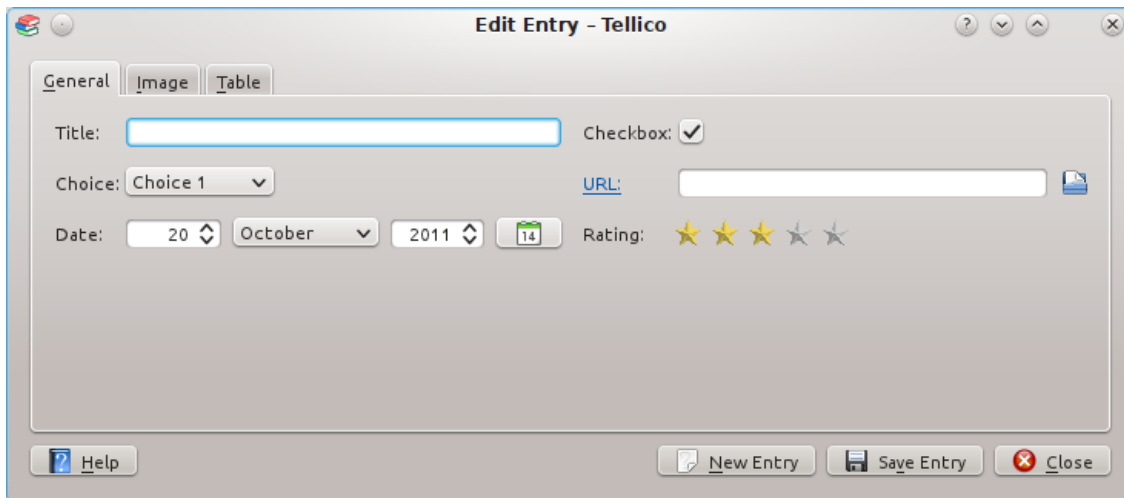 Edit Entry – Tellico
General Image Table
Title: Checkbox:
Choice: Choice 1 URL:
Date: 20 October 2011 14 Rating:
Help New Entry Save Entry Close